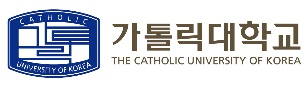 CATHOLIC
UNIVERSITY OF KOREA
가톨릭대학교
THE CATHOLIC UNIVERSITY OF KOREA